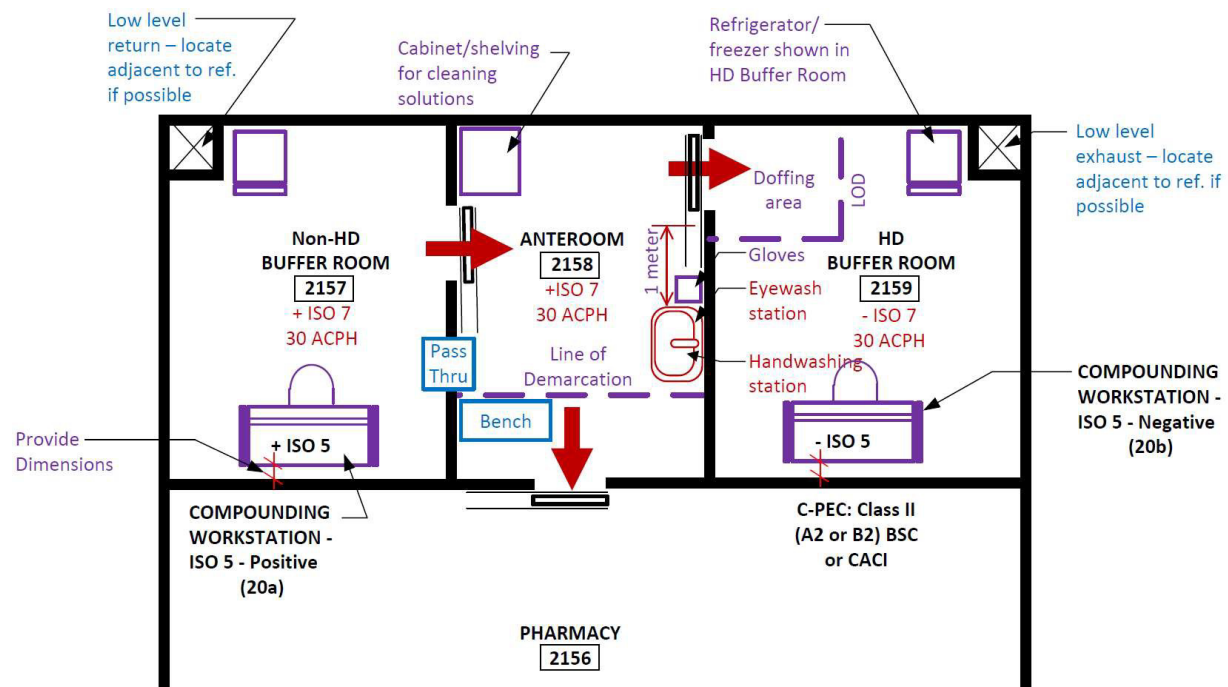 Low level
return – locate
adjacent to ref.
if possible
Cabinet/shelving
for cleaning
solutions
Refrigerator/
freezer shown in
HD Buffer Room
Low level
exhaust – locate
adjacent to ref. if
possible
Doffing
area
LOD
Non-HD
BUFFER ROOM
2157
+ ISO 7
30 ACPH
ANTEROOM
2158
+ISO 7
30 ACPH
1 meter
Gloves
Eyewash
station
Handwashing
station
HD
BUFFER ROOM
2159
- ISO 7
30 ACPH
Pass
Thru
Line of
Demarcation
Bench
Provide
Dimensions
+ ISO 5
- ISO 5
COMPOUNDING
WORKSTATION -
ISO 5 - Negative
(20b)
COMPOUNDING
WORKSTATION -
ISO 5 - Positive
(20a)
C-PEC: Class II
(A2 or B2) BSC
or CACI
PHARMACY
2156